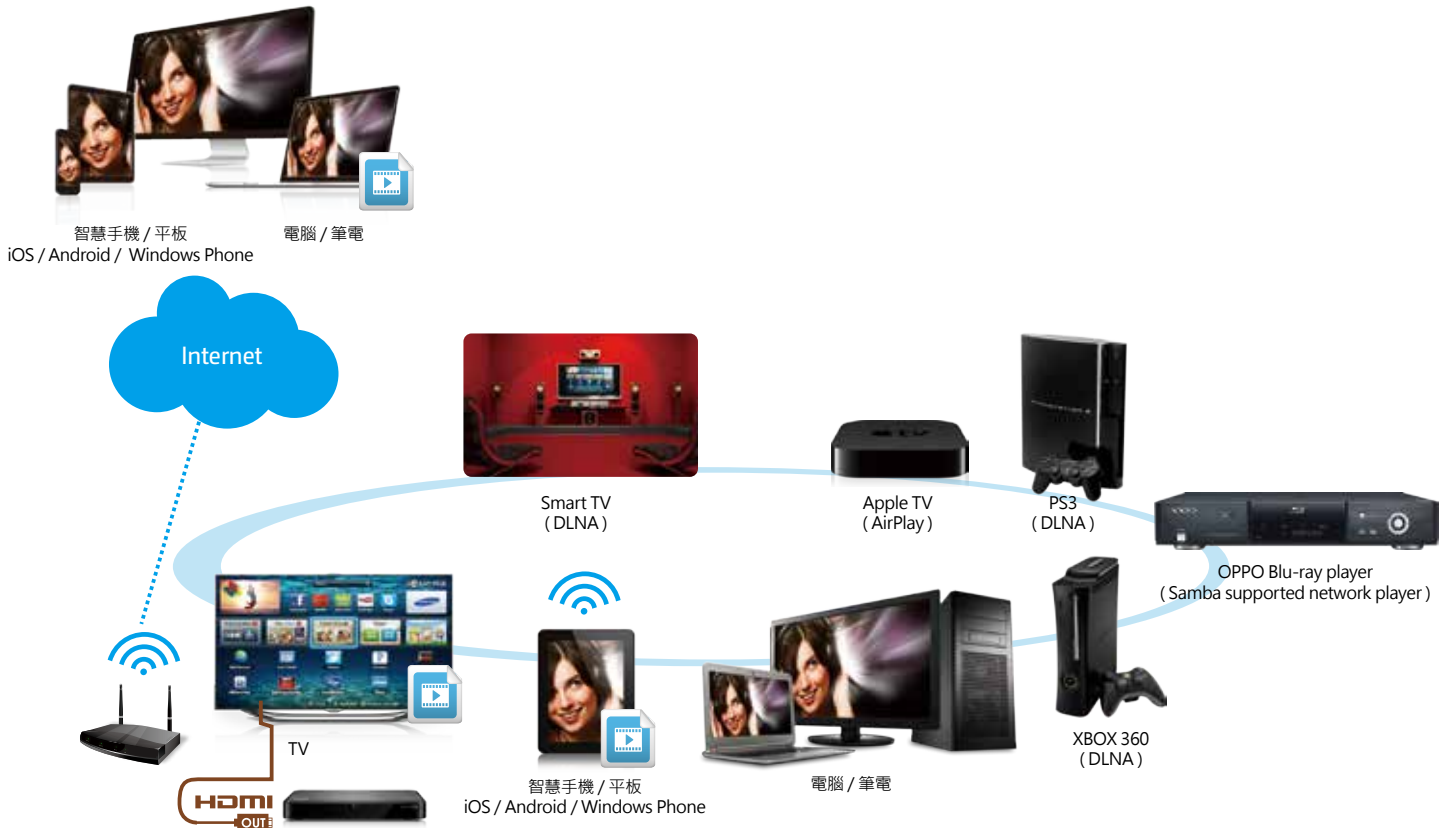 智慧手機 / 平板
iOS / Android / Windows Phone
電腦 / 筆電
Internet
Smart TV
( DLNA )
Apple TV
( AirPlay )
PS3
( DLNA )
OPPO Blu-ray player
( Samba supported network player )
TV
HDMI
OUT
智慧手機 / 平板
iOS / Android / Windows Phone
電腦 / 筆電
XBOX 360
( DLNA )